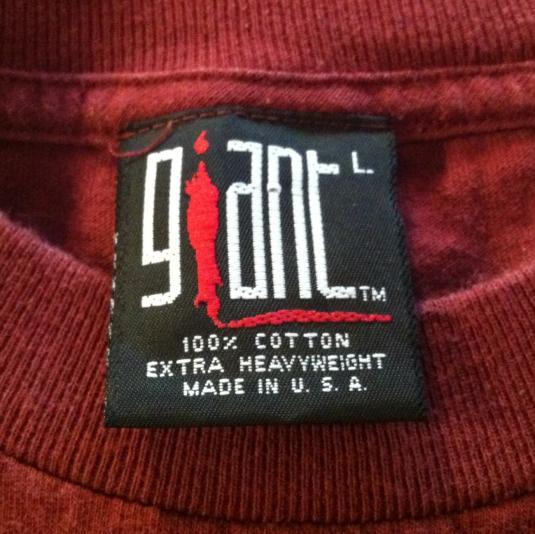 giant L.
TM
100% COTTON
EXTRA HEAVYWEIGHT
MADE IN U. S. A.